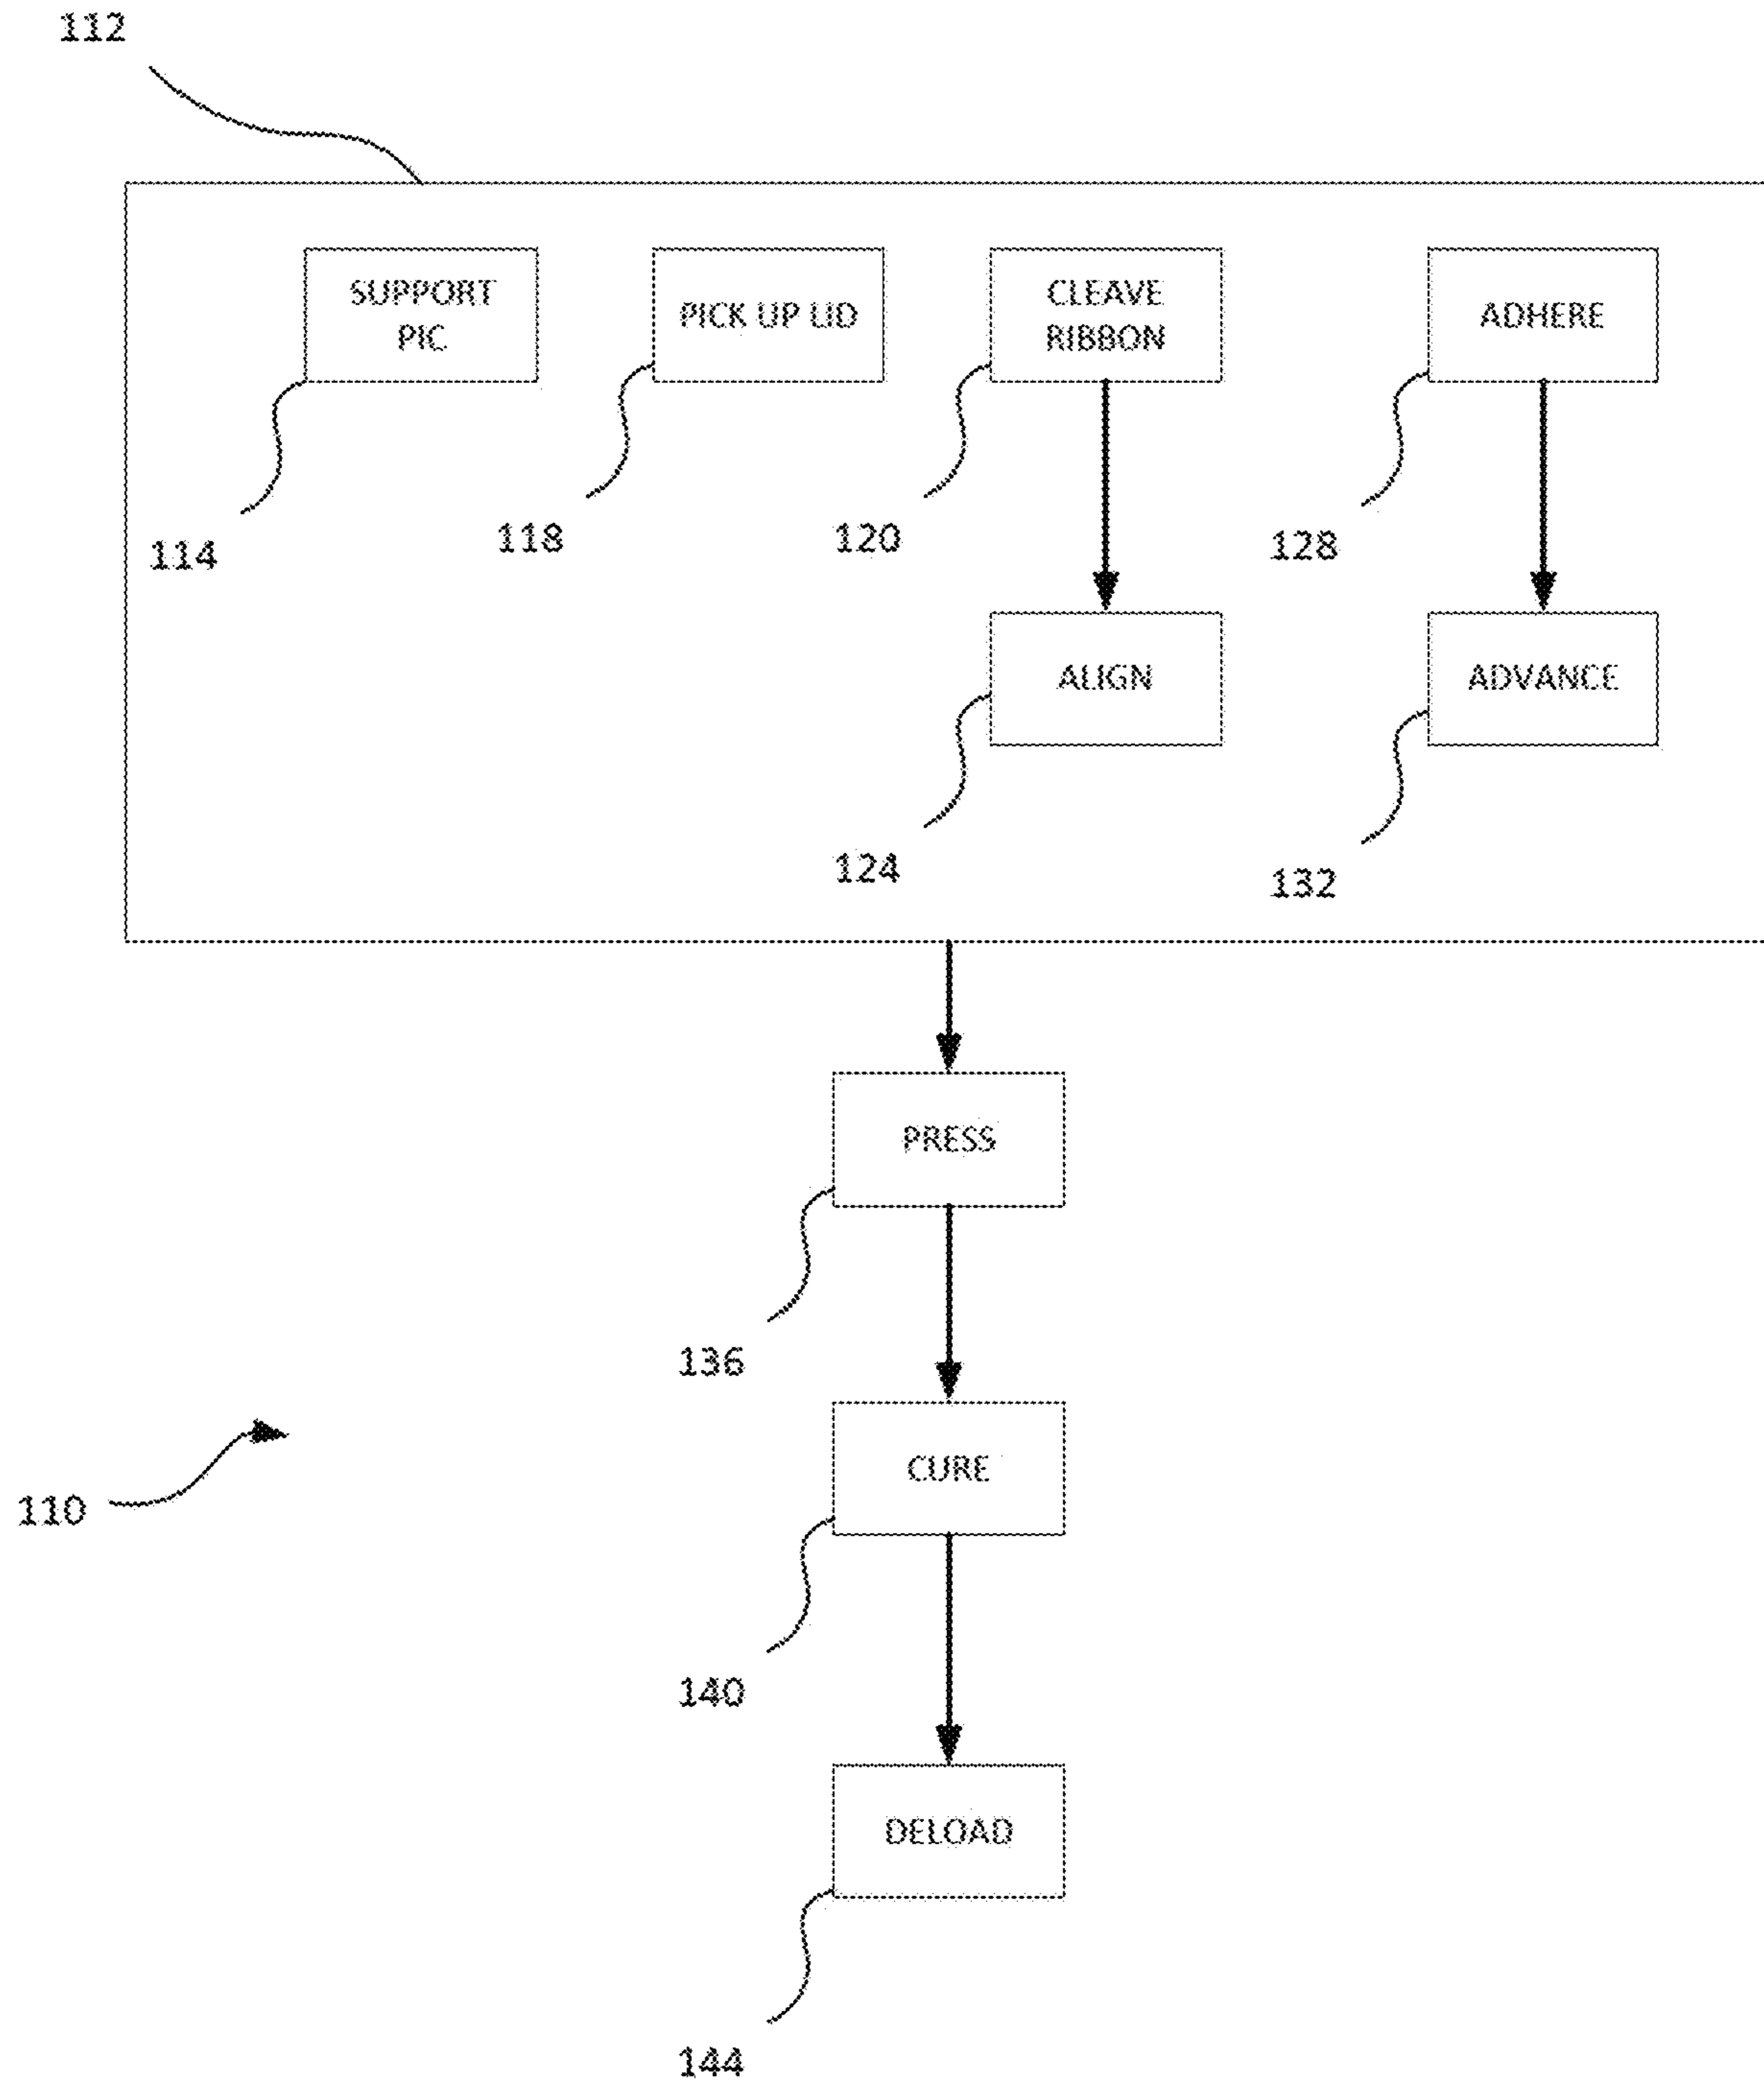 112
SUPPORT
PIC
PICK UP LID
CLEAVE
RIBBON
ADHERE
114
118
120
128
ALIGN
ADVANCE
124
132
PRESS
136
CURE
110
140
DELOAD
144